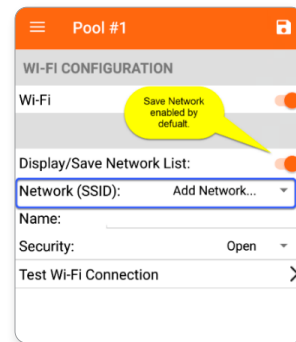 Pool #1
WI-FI CONFIGURATION
Wi-Fi
Save Network
enabled by
defualt.
Display/Save Network List:
Network (SSID): Add Network...
Name:
Security: Open
Test Wi-Fi Connection